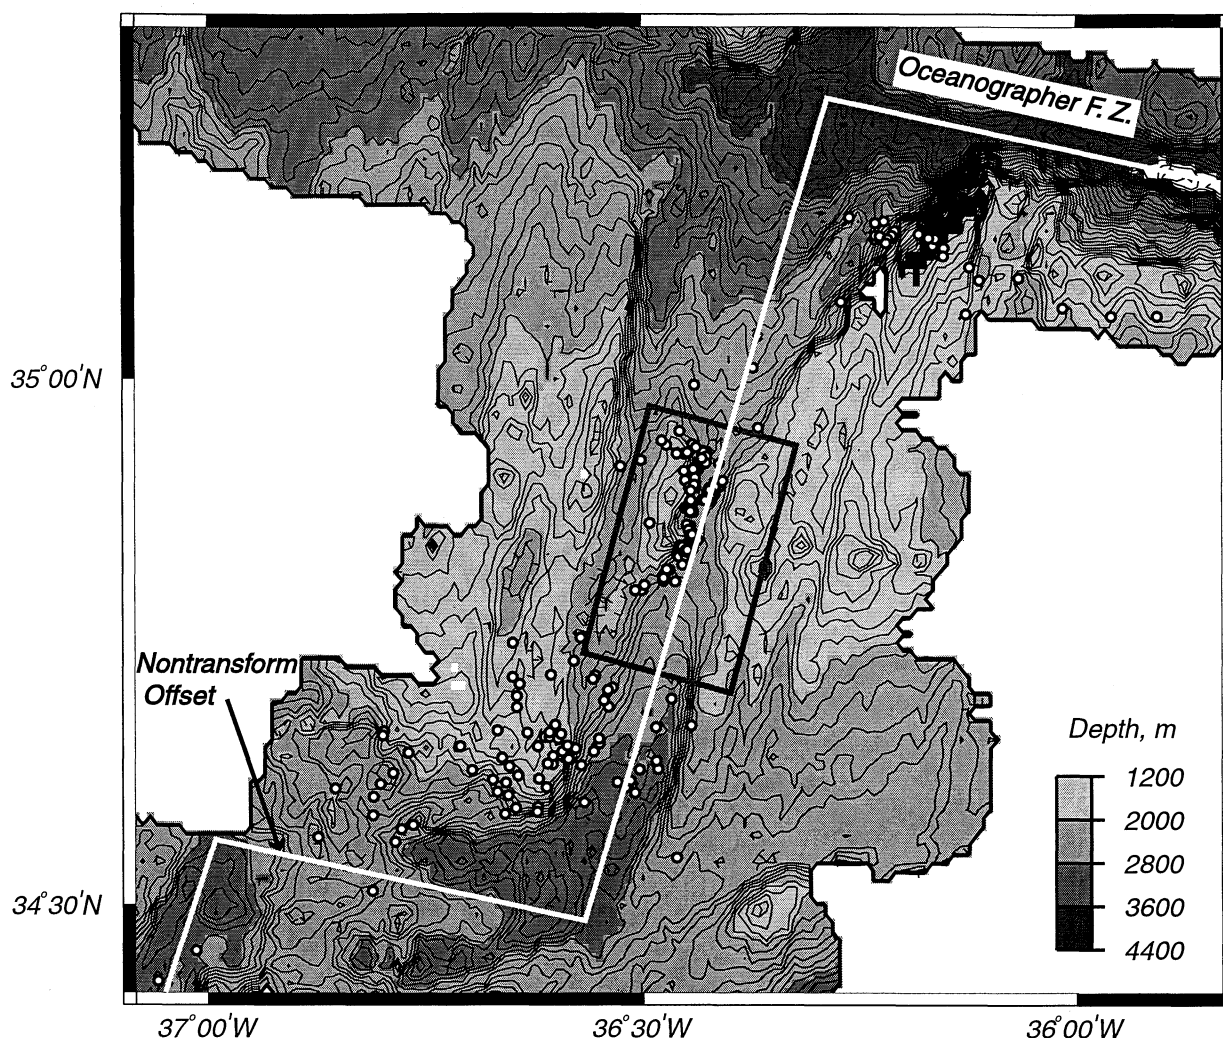 Oceanographer F. Z.
35°00'N
Nontransform
Offset
Depth, m
1200
2000
2800
3600
4400
34°30'N
37°00'W
36°30'W
36°00'W